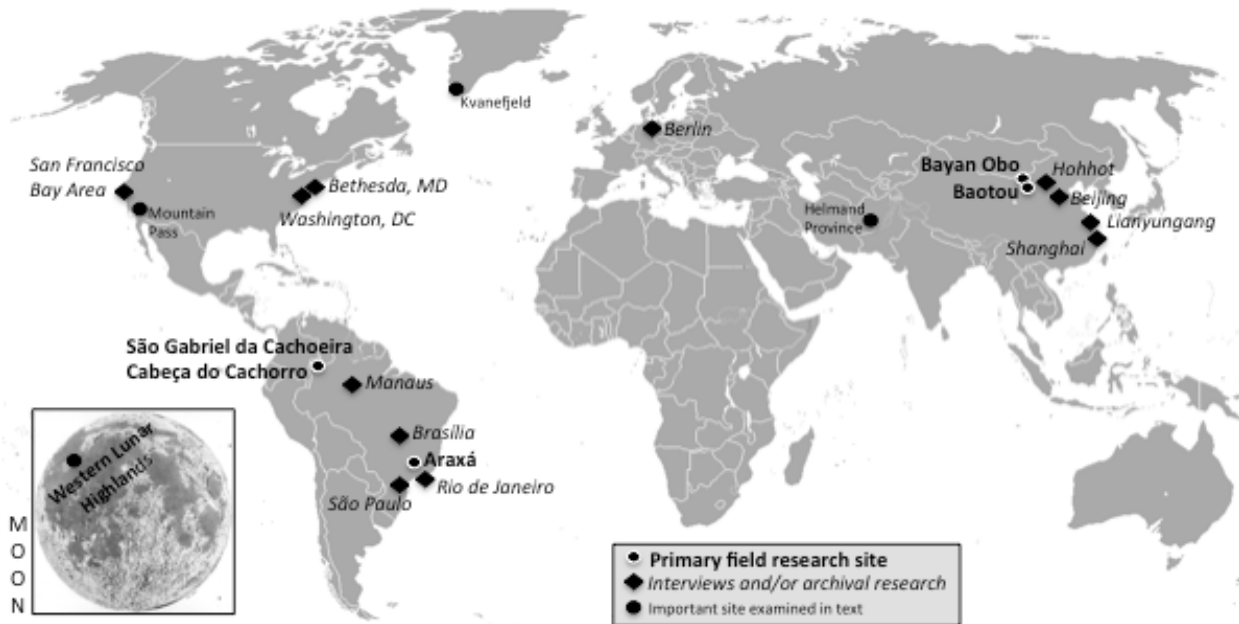 Kvanefjeld
Berlin
San Francisco
Bay Area
Bethesda, MD
Washington, DC
Mountain
Pass
Bayan Obo
Baotou
Hohhot
Beijing
Helmand
Province
Lianyungang
Shanghai
São Gabriel da Cachoeira
Cabeça do Cachorro
Manaus
Brasília
Araxá
Rio de Janeiro
São Paulo
Western Lunar
Highlands
M
O
O
N
Primary field research site
Interviews and/or archival research
Important site examined in text